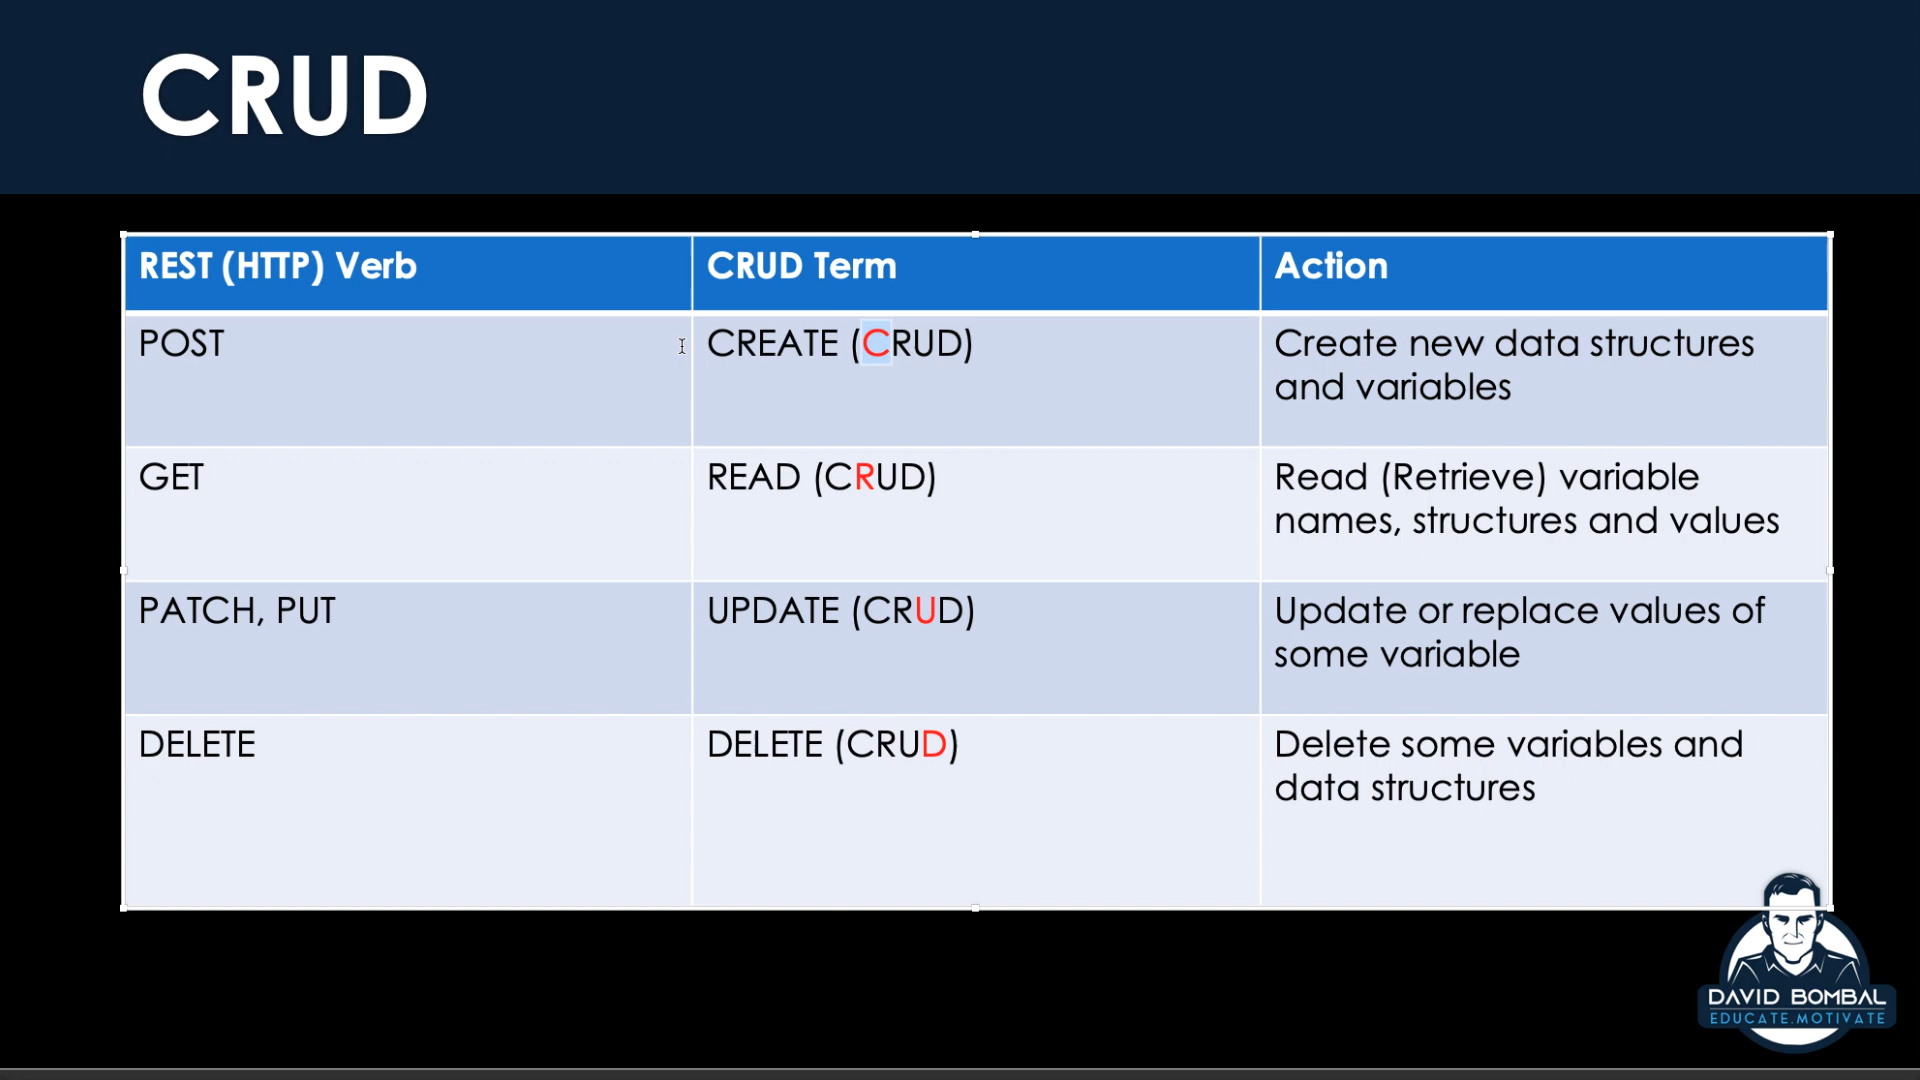 CRUD
REST (HTTP) Verb
CRUD Term
Action
POST
CREATE (CRUD)
Create new data structures
and variables
GET
READ (CRUD)
Read (Retrieve) variable
names, structures and values
PATCH, PUT
UPDATE (CRUD)
Update or replace values of
some variable
DELETE
DELETE (CRUD)
Delete some variables and
data structures
DAVID BOMBAL
EDUCATE.MOTIVATE